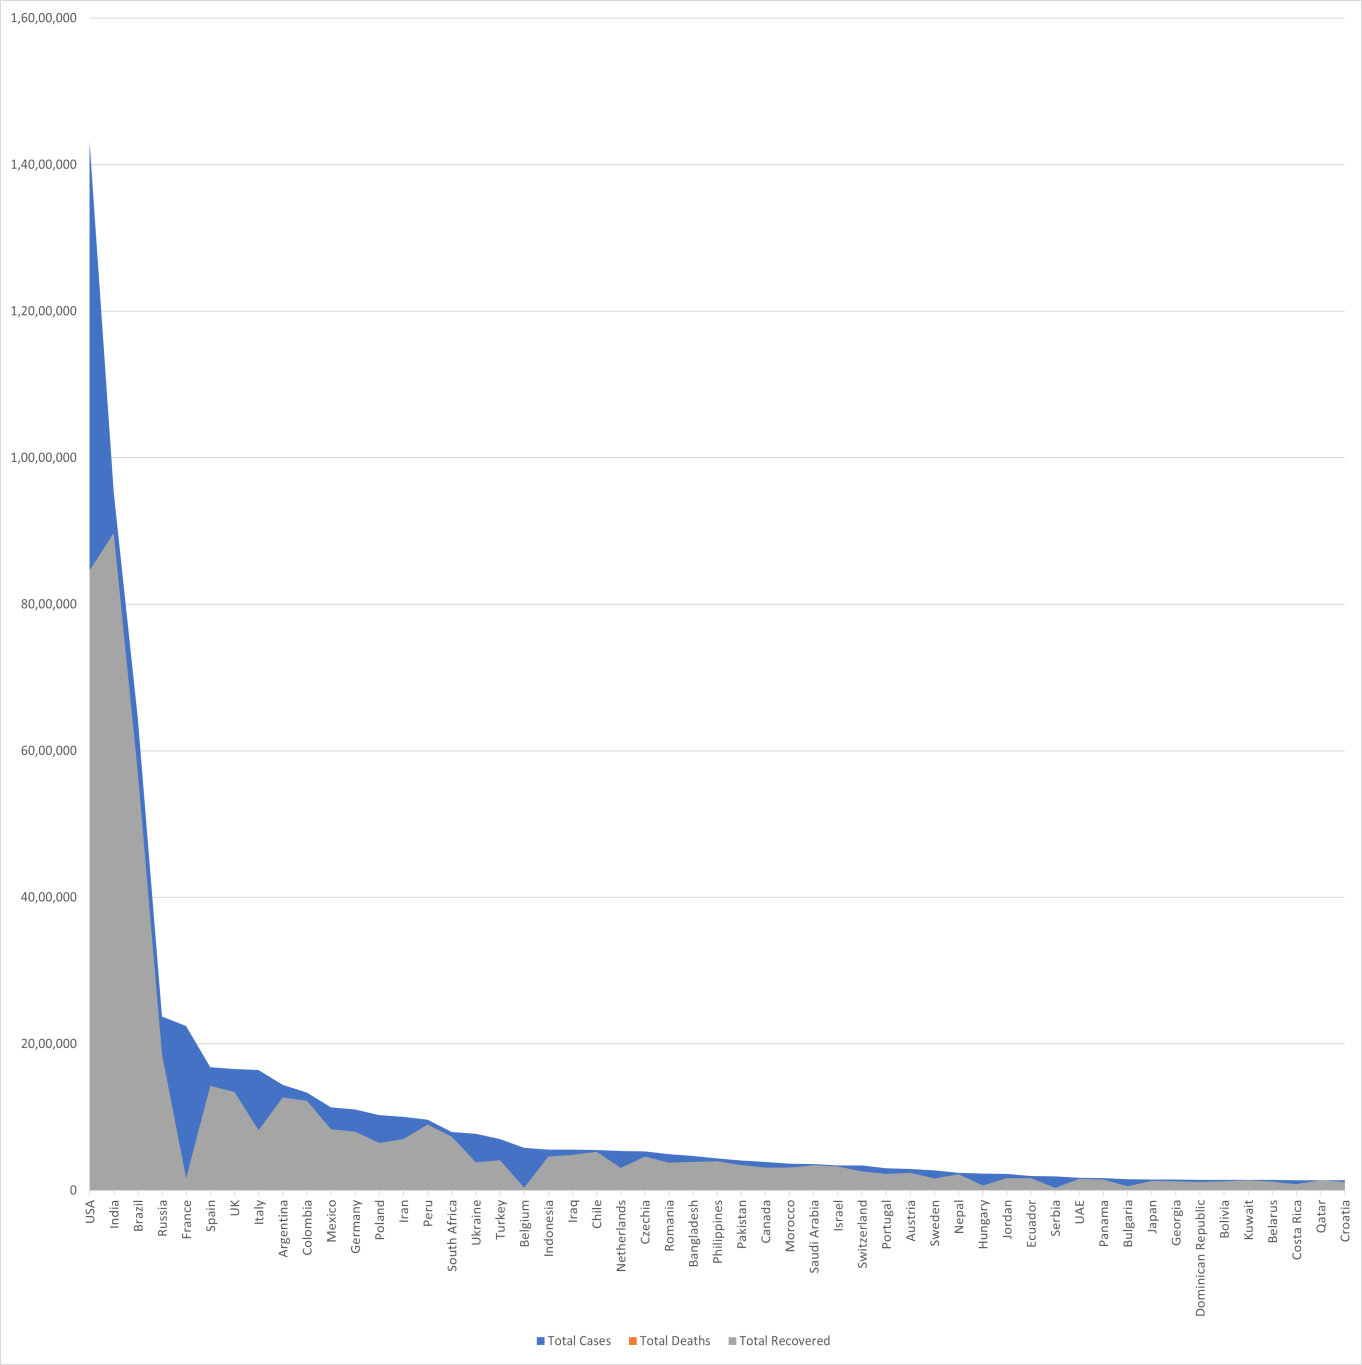 1,60,00,000
1,40,00,000
1,20,00,000
1,00,00,000
80,00,000
60,00,000
40,00,000
20,00,000
0
USA
India
Brazil
Russia
France
Spain
UK
Italy
Argentina
Colombia
Mexico
Germany
Poland
Iran
Peru
South Africa
Ukraine
Turkey
Belgium
Indonesia
Iraq
Chile
Netherlands
Czechia
Romania
Bangladesh
Philippines
Pakistan
Canada
Morocco
Saudi Arabia
Israel
Switzerland
Portugal
Austria
Sweden
Nepal
Hungary
Jordan
Ecuador
Serbia
UAE
Panama
Bulgaria
Japan
Georgia
Dominican Republic
Bolivia
Kuwait
Belarus
Costa Rica
Qatar
Croatia
Total Cases Total Deaths Total Recovered